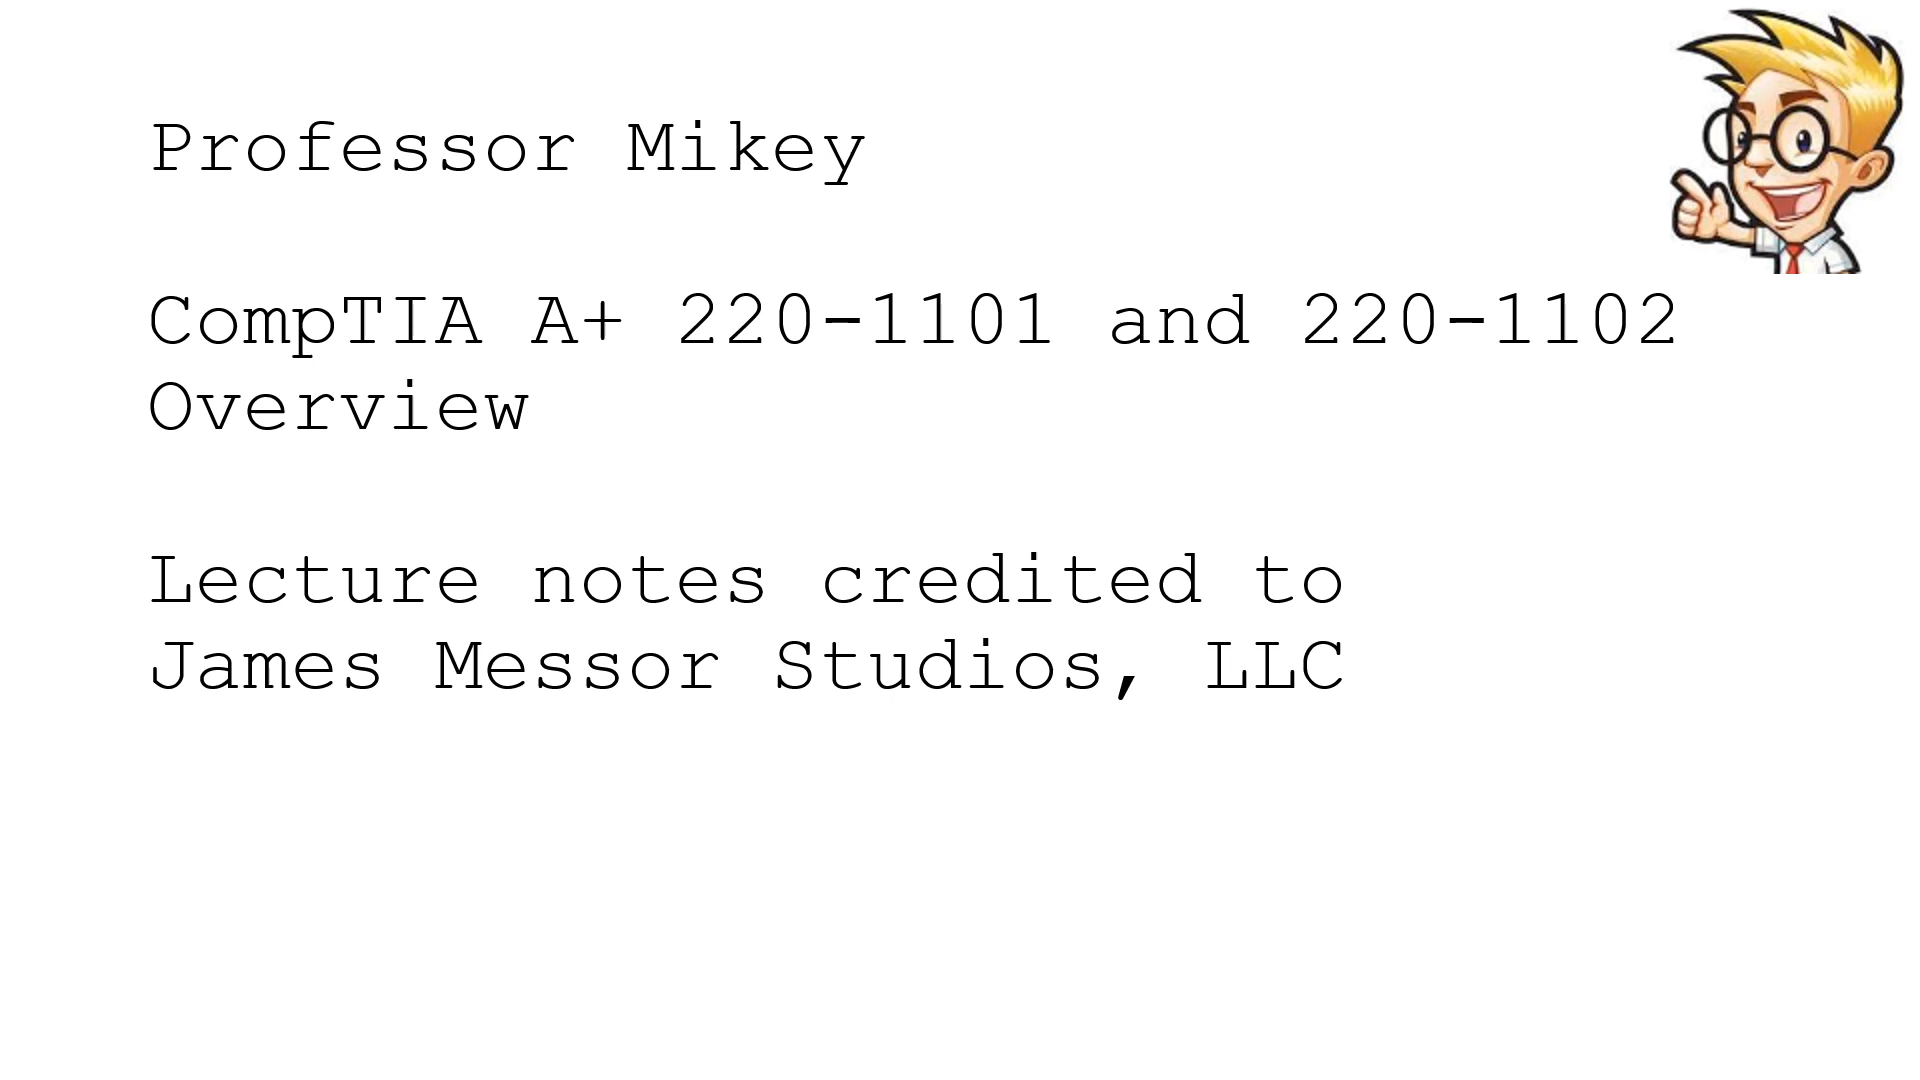 Professor Mikey
CompTIA A+ 220-1101 and 220-1102
Overview
Lecture notes credited to
James Messor Studios, LLC